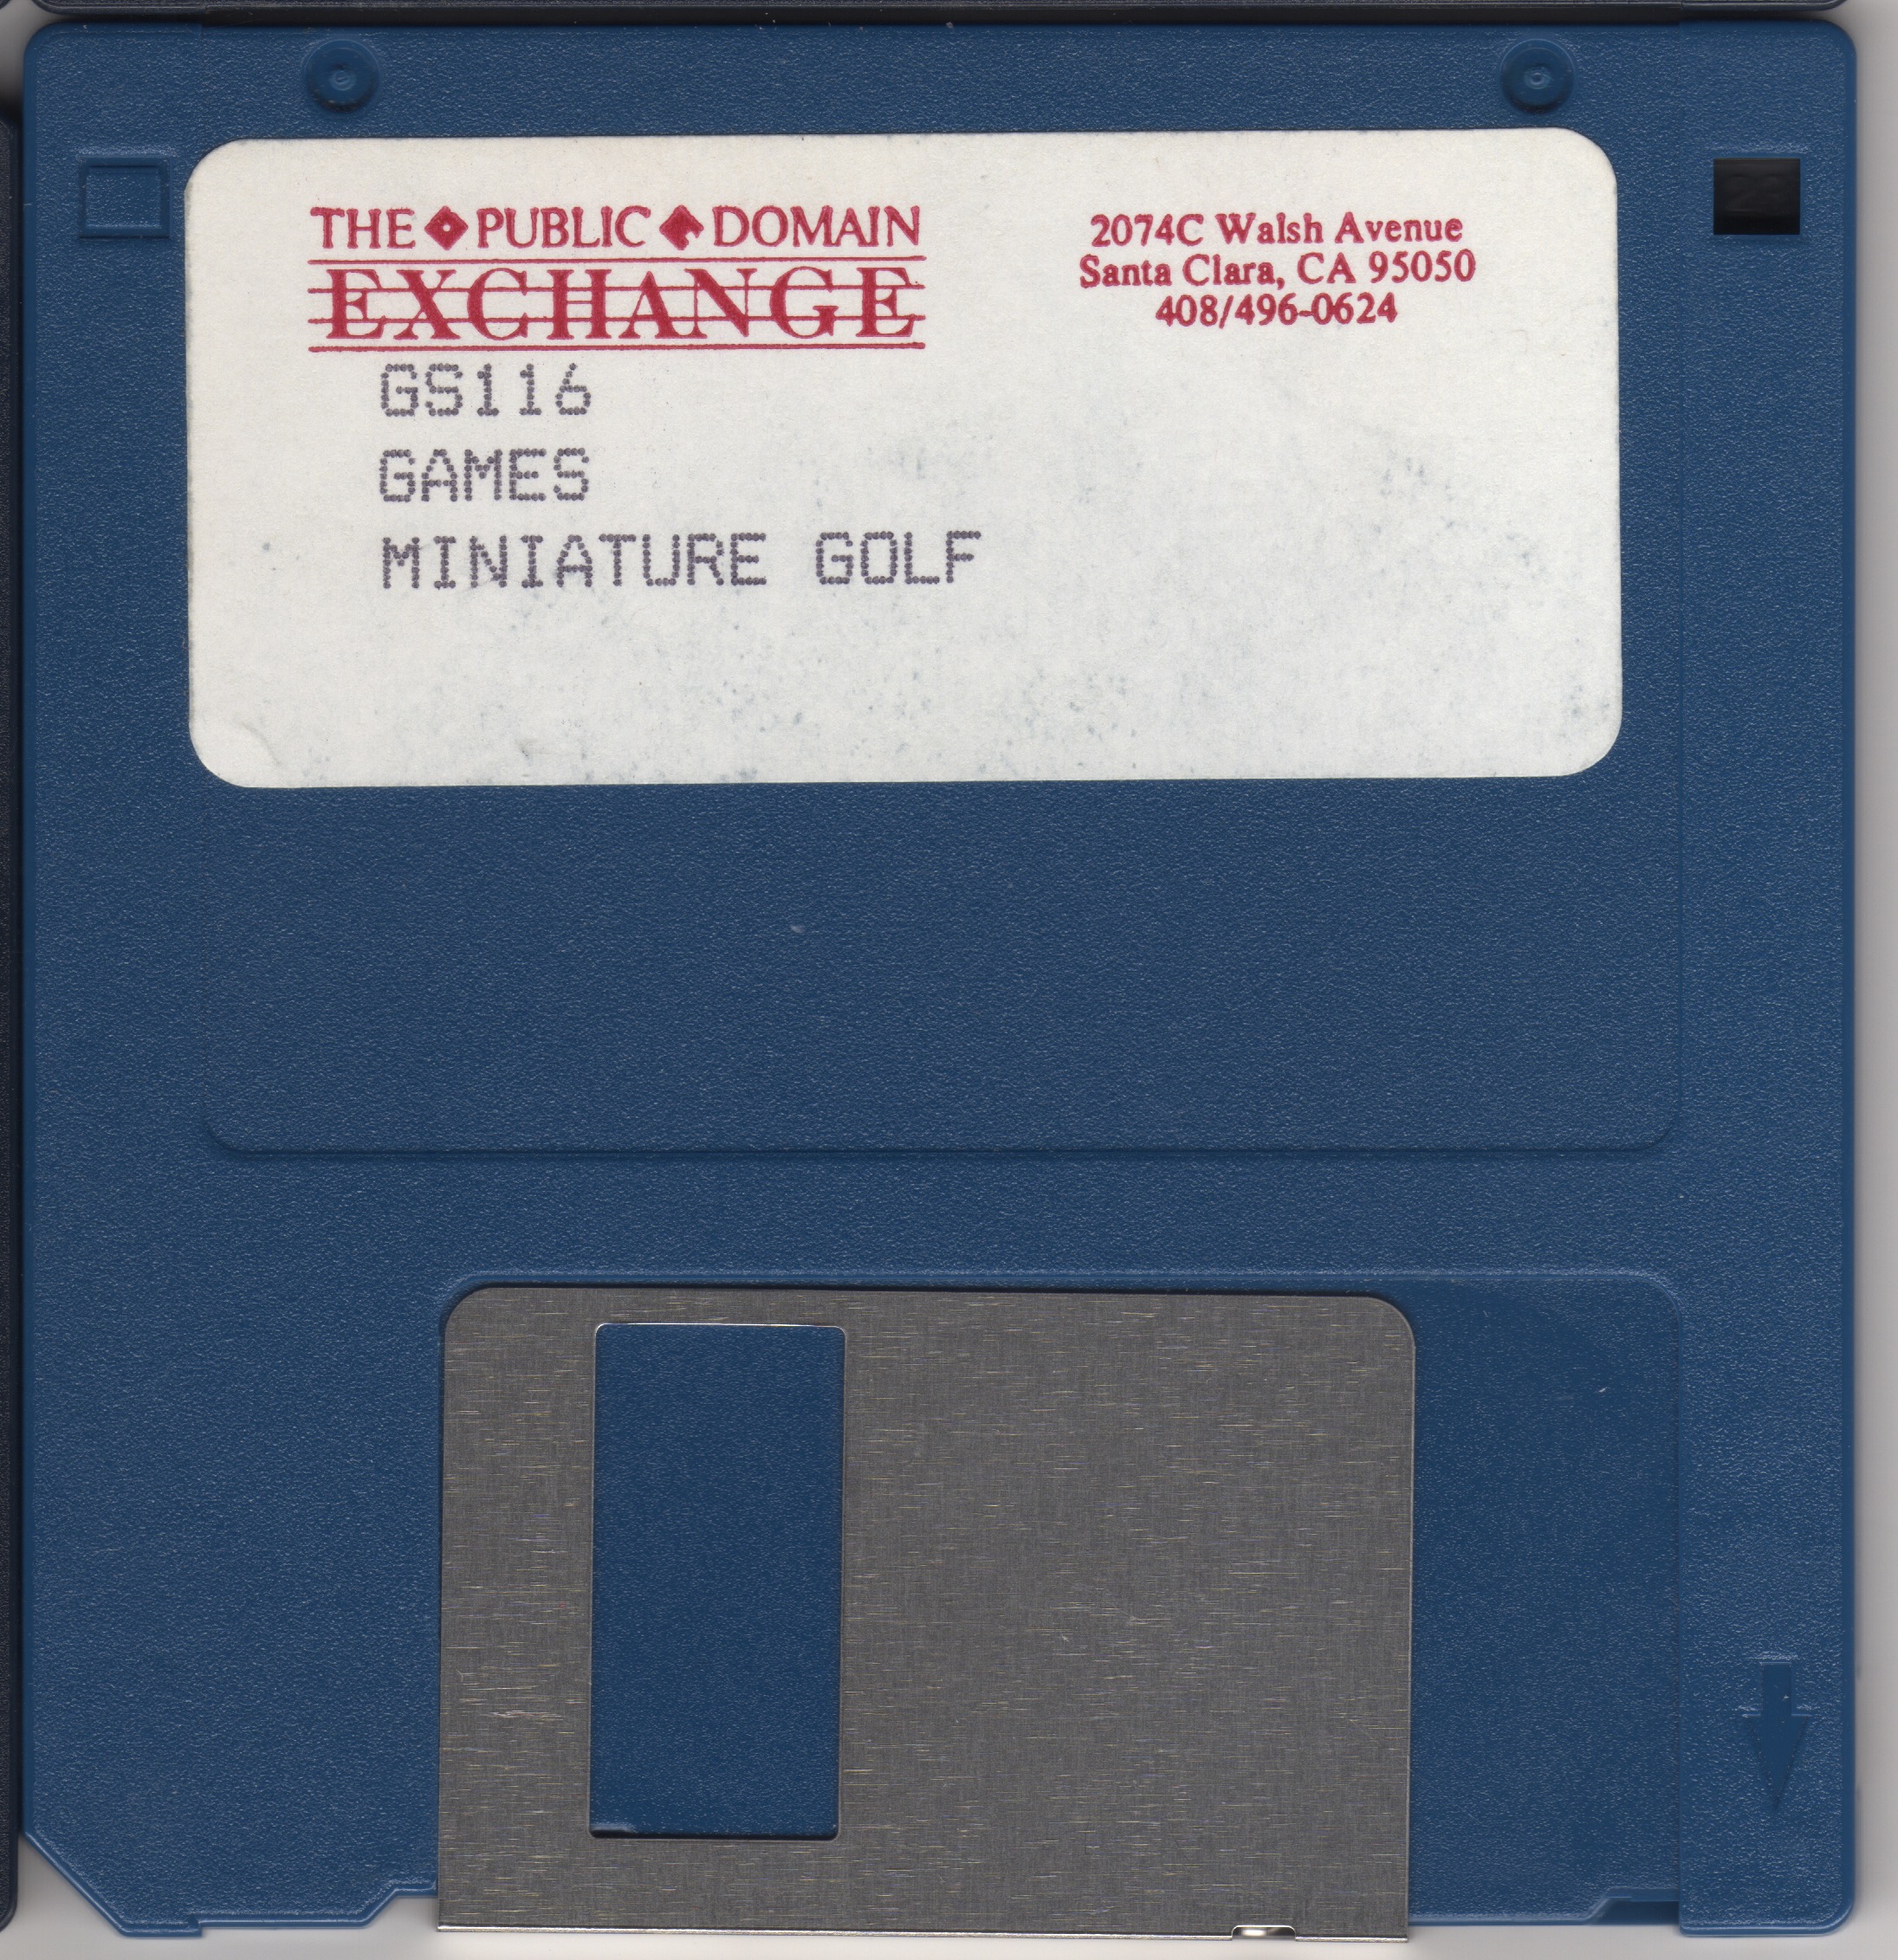 THE PUBLIC DOMAIN
EXCHANGE
2074C Walsh Avenue
Santa Clara, CA 95050
408/496-0624
GS116
GAMES
MINIATURE GOLF